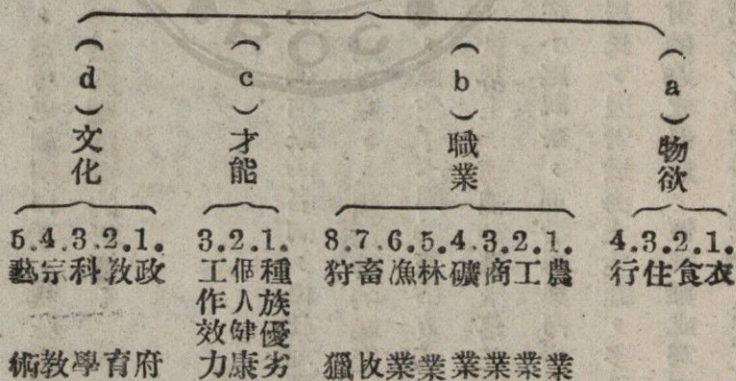 (a)物欲
1.衣
2.食
3.住
4.行
(b)職業
1.農業
2.工業
3.商業
4.礦業
5.林業
6.漁業
7.畜牧
8.狩獵
(c)才能
1.種族優劣
2.個人健康
3.工作效力
(d)文化
1.政府
2.教育
3.科學
4.宗教
5.藝術